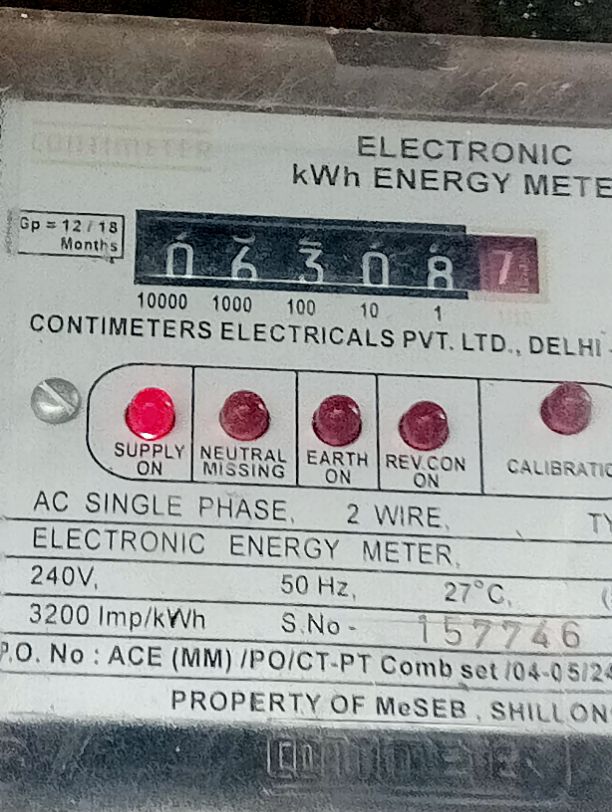 CONTIMETER
ELECTRONIC
kWh ENERGY METE
Gp = 12 / 18
Months
0 6 3 0 8 7
10000 1000 100 10 1
CONTIMETERS ELECTRICALS PVT. LTD., DELHI -
SUPPLY ON
NEUTRAL MISSING
EARTH ON
REV.CON ON
CALIBRATIO
AC SINGLE PHASE, 2 WIRE, TY
ELECTRONIC ENERGY METER,
240V, 50 Hz, 27°C, (
3200 Imp/kWh S.No - 157746
P.O. No : ACE (MM) /PO/CT-PT Comb set /04-05/24
PROPERTY OF MeSEB , SHILLON